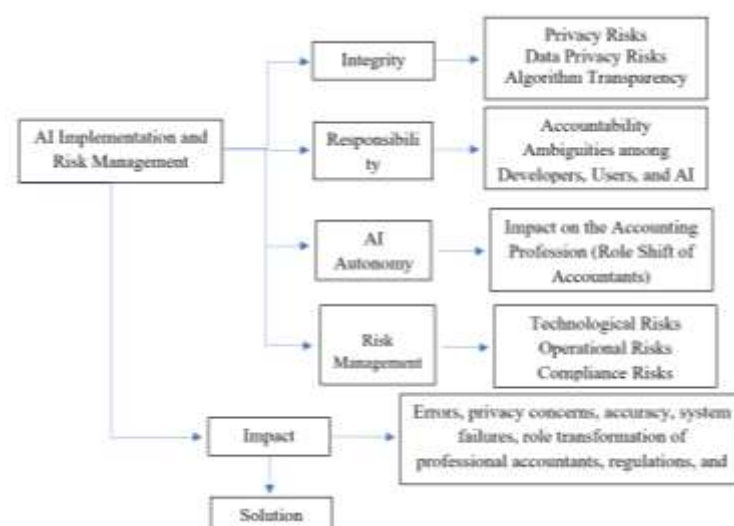 AI Implementation and
Risk Management
Integrity
Privacy Risks
Data Privacy Risks
Algorithm Transparency
Responsibili
ty
Accountability
Ambiguities among
Developers, Users, and AI
AI
Autonomy
Impact on the Accounting
Profession (Role Shift of
Accountants)
Risk
Management
Technological Risks
Operational Risks
Compliance Risks
Impact
Errors, privacy concerns, accuracy, system
failures, role transformation of
professional accountants, regulations, and
Solution